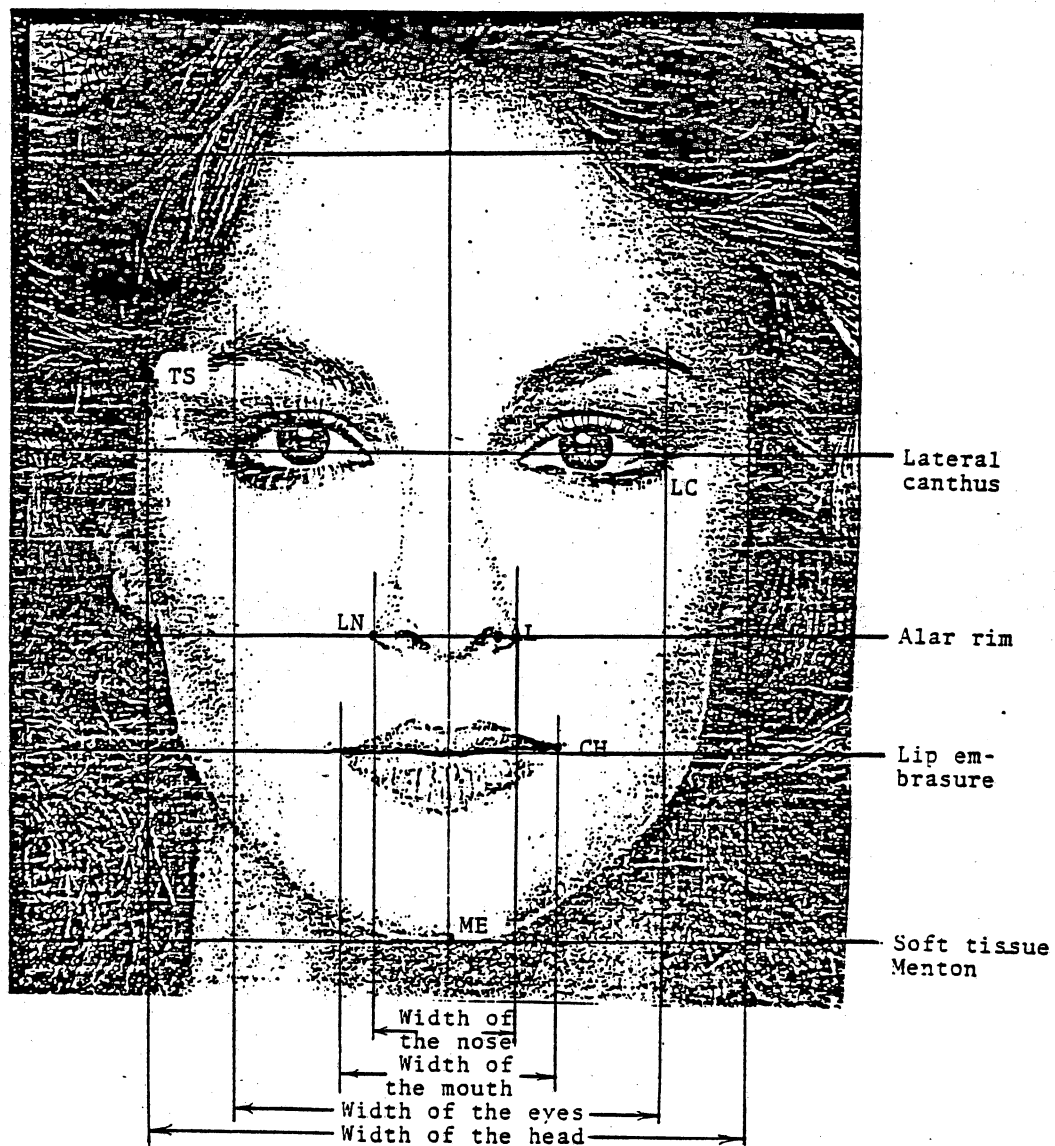 TS
Lateral
canthus
LC
LN
L
Alar rim
CH
Lip em-
brasure
ME
Soft tissue
Menton
Width of
the nose
Width of
the mouth
Width of the eyes
Width of the head